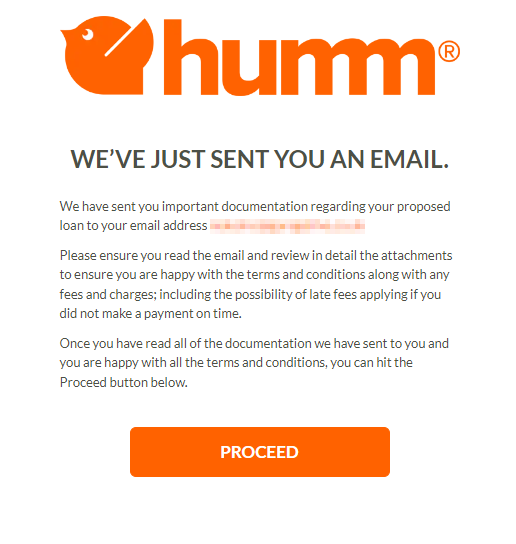 humm®
WE’VE JUST SENT YOU AN EMAIL.
We have sent you important documentation regarding your proposed
loan to your email address
Please ensure you read the email and review in detail the attachments
to ensure you are happy with the terms and conditions along with any
fees and charges; including the possibility of late fees applying if you
did not make a payment on time.
Once you have read all of the documentation we have sent to you and
you are happy with all the terms and conditions, you can hit the
Proceed button below.
PROCEED